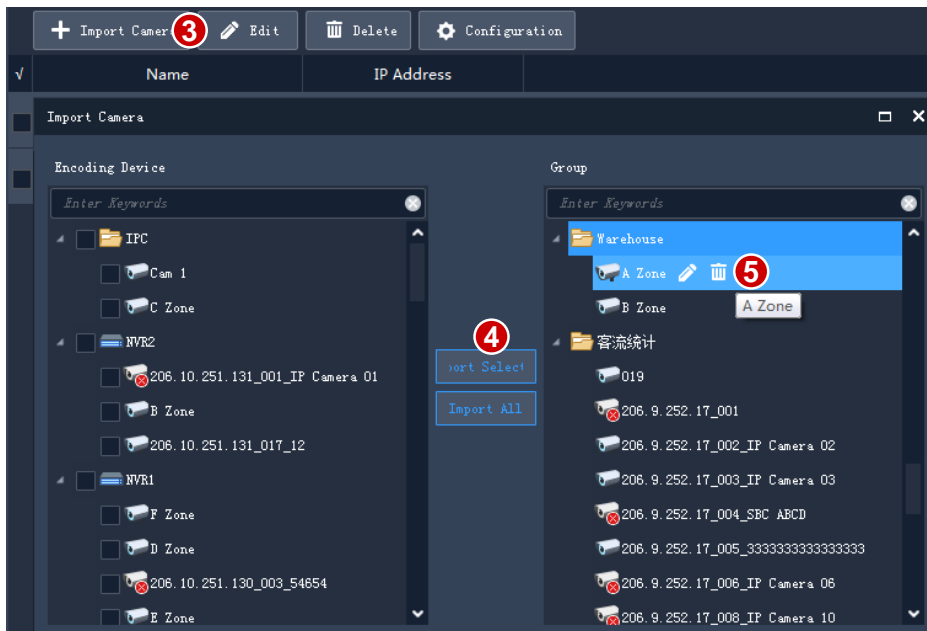 Import Camer 3 Edit Delete Configuration
√ Name IP Address
Import Camera
Encoding Device
Enter Keywords
IPC
Cam 1
C Zone
NVR2
206.10.251.131_001_IP Camera 01
B Zone
206.10.251.131_017_12
NVR1
F Zone
D Zone
206.10.251.130_003_54654
E Zone
4
ort Select
Import All
Group
Enter Keywords
Warehouse
A Zone 5
A Zone
B Zone
客流统计
019
206.9.252.17_001
206.9.252.17_002_IP Camera 02
206.9.252.17_003_IP Camera 03
206.9.252.17_004_SBC ABCD
206.9.252.17_005_3333333333333333
206.9.252.17_006_IP Camera 06
206.9.252.17_008_IP Camera 10